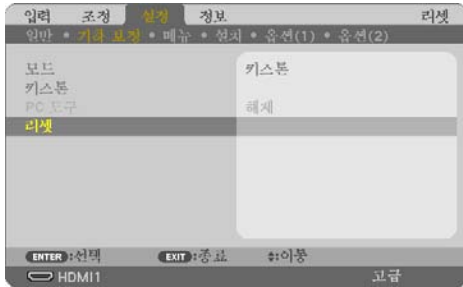 입력 조정 설정 정보 리셋
일반 • 기하 보정 • 메뉴 • 설치 • 옵션(1) • 옵션(2)
모드 키스톤
키스톤
PC 도구 해제
리셋
ENTER :선택 EXIT :종료 :이동
HDMI1 고급